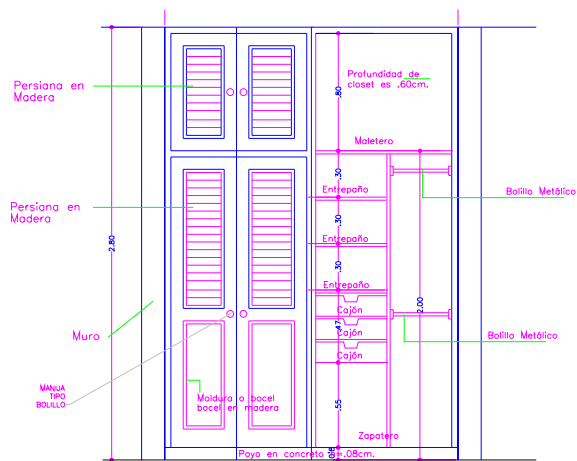 Profundidad de
closet es .60cm.
Persiana en
Madera
.80
Maletero
.30
Entrepaño
Bolillo Metálico
Persiana en
Madera
.30
2.80
Entrepaño
.30
Entrepaño
2.00
Cajón
.47
Cajón
Bolillo Metálico
Muro
Cajón
MANIJA
TIPO
BOLILLO
Moldura o bocel
bocel en madera
.55
Zapatero
Poyo en concreto
.08cm.
.08